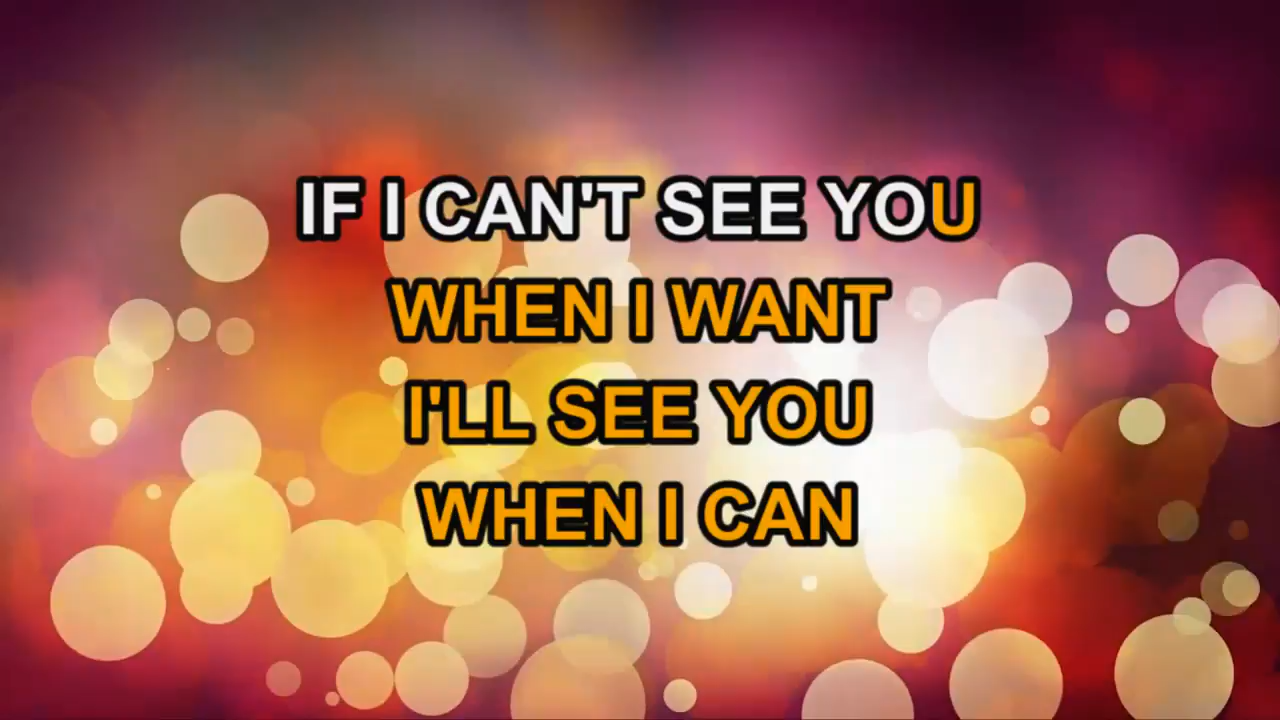 IF I CAN'T SEE YOU
WHEN I WANT
I'LL SEE YOU
WHEN I CAN